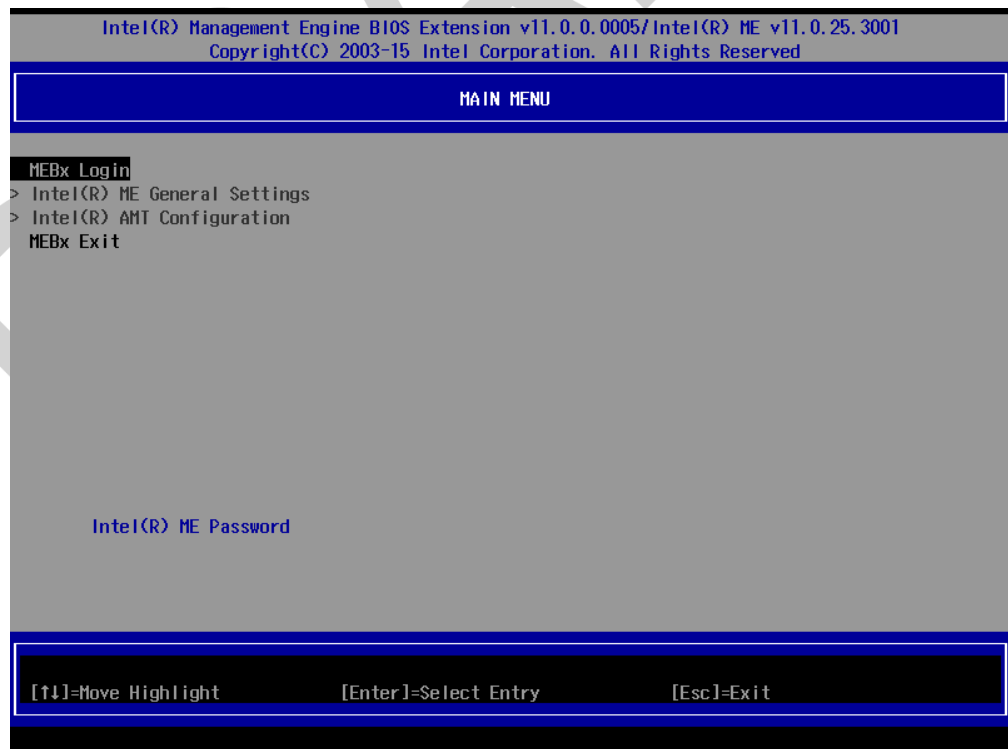 Intel(R) Management Engine BIOS Extension v11.0.0.0005/Intel(R) ME v11.0.25.3001
Copyright(C) 2003-15 Intel Corporation. All Rights Reserved
MAIN MENU
MEBx Login
> Intel(R) ME General Settings
> Intel(R) AMT Configuration
MEBx Exit
Intel(R) ME Password
[↑↓]=Move Highlight [Enter]=Select Entry [Esc]=Exit